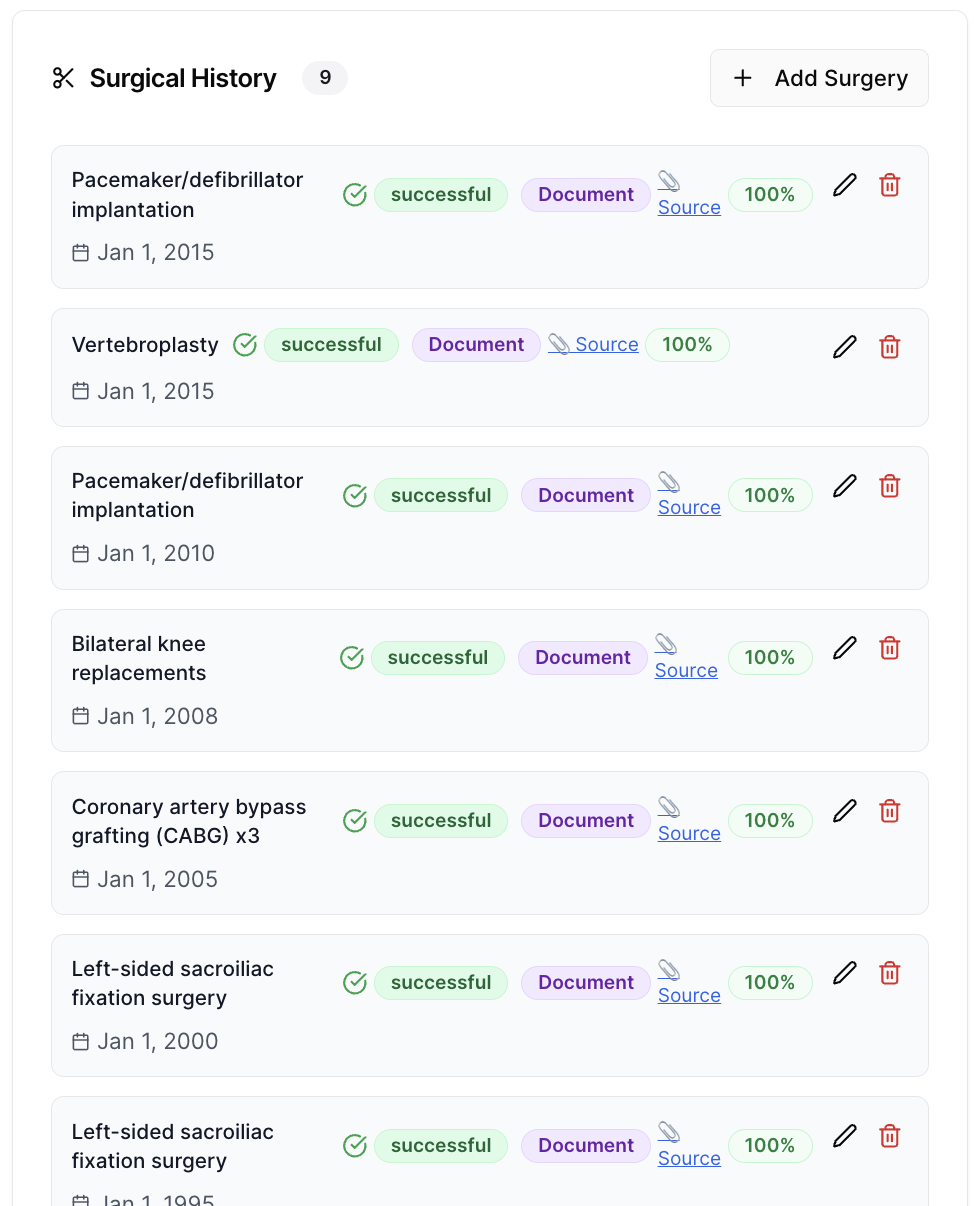 Surgical History 9
+ Add Surgery
Pacemaker/defibrillator
implantation
successful Document Source 100%
Jan 1, 2015
Vertebroplasty successful Document Source 100%
Jan 1, 2015
Pacemaker/defibrillator
implantation
successful Document Source 100%
Jan 1, 2010
Bilateral knee
replacements
successful Document Source 100%
Jan 1, 2008
Coronary artery bypass
grafting (CABG) x3
successful Document Source 100%
Jan 1, 2005
Left-sided sacroiliac
fixation surgery
successful Document Source 100%
Jan 1, 2000
Left-sided sacroiliac
fixation surgery
successful Document Source 100%
Jan 1, 1995